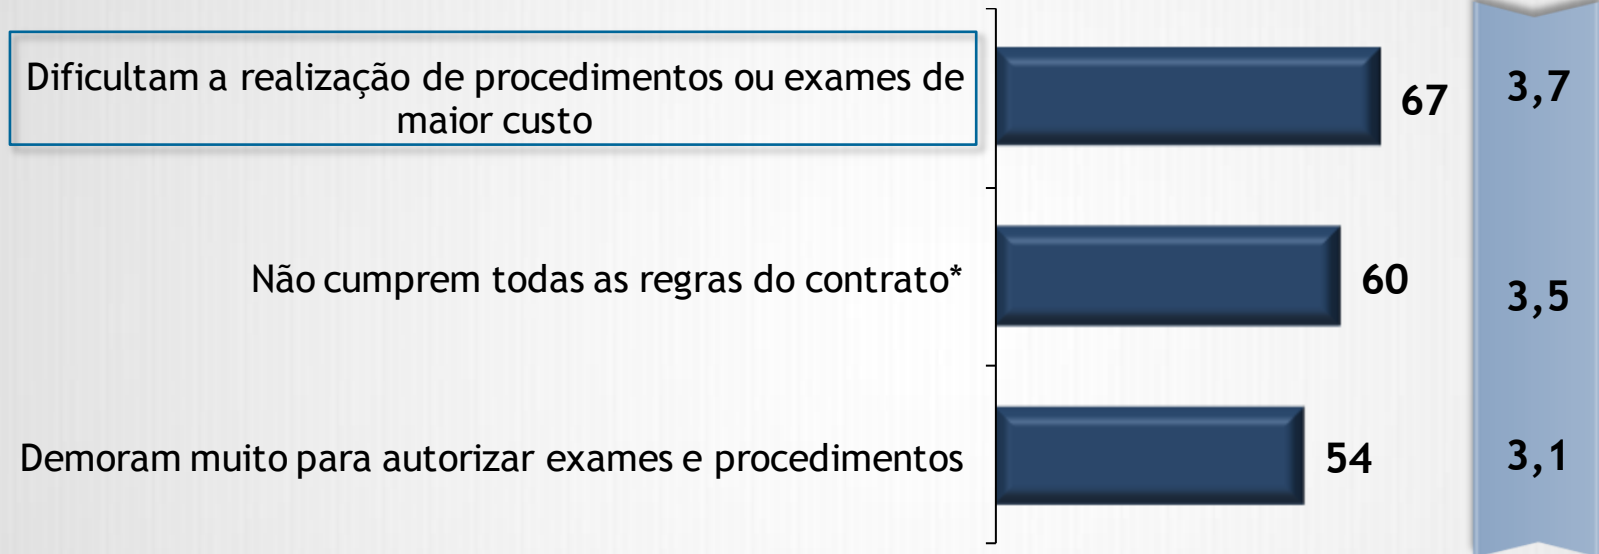 Dificultam a realização de procedimentos ou exames de
maior custo
67
3,7
Não cumprem todas as regras do contrato*
60
3,5
Demoram muito para autorizar exames e procedimentos
54
3,1